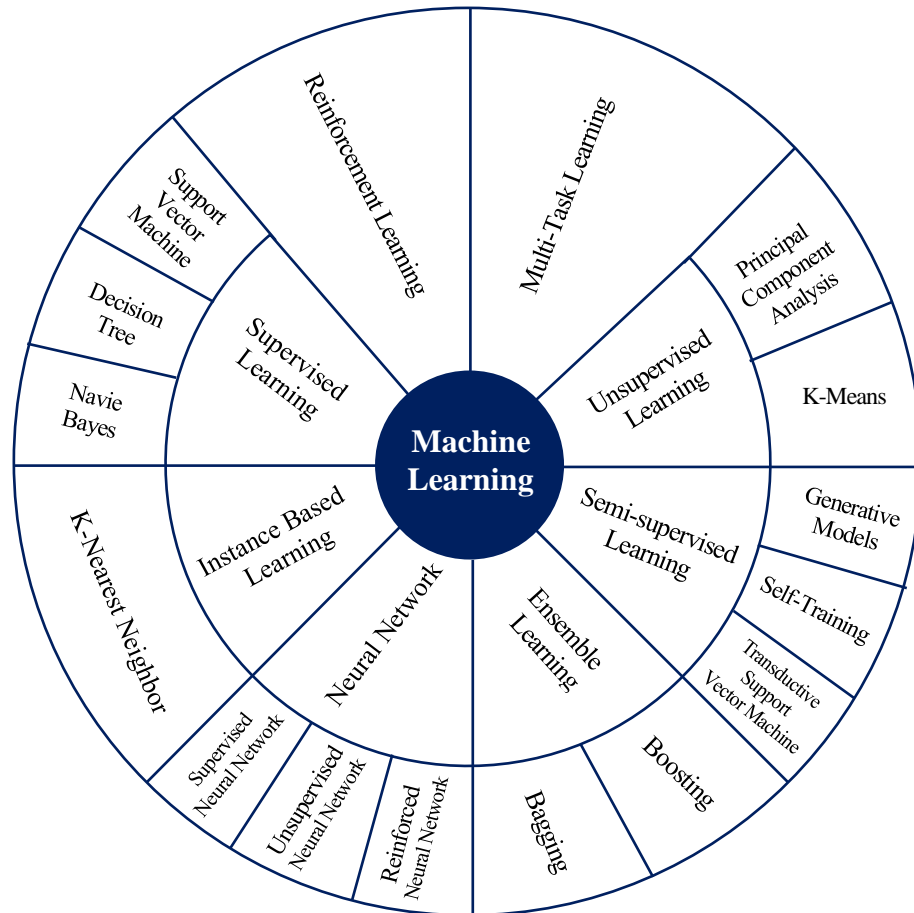 Machine
Learning
Reinforcement Learning
Multi-Task Learning
Unsupervised
Learning
Principal
Component
Analysis
K-Means
Semi-supervised
Learning
Generative
Models
Self-Training
Transductive
Support
Vector Machine
Ensemble
Learning
Boosting
Bagging
Neural Network
Reinforced
Neural Network
Unsupervised
Neural Network
Supervised
Neural Network
Instance Based
Learning
K-Nearest Neighbor
Supervised
Learning
Navie
Bayes
Decision
Tree
Support
Vector
Machine